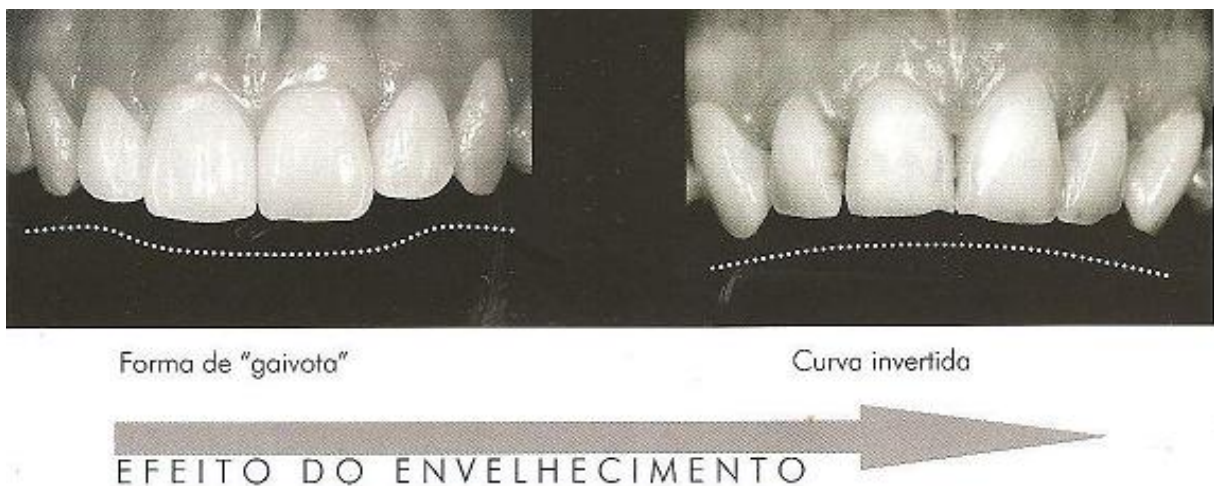 Forma de "gaivota"
Curva invertida
EFEITO DO ENVELHECIMENTO